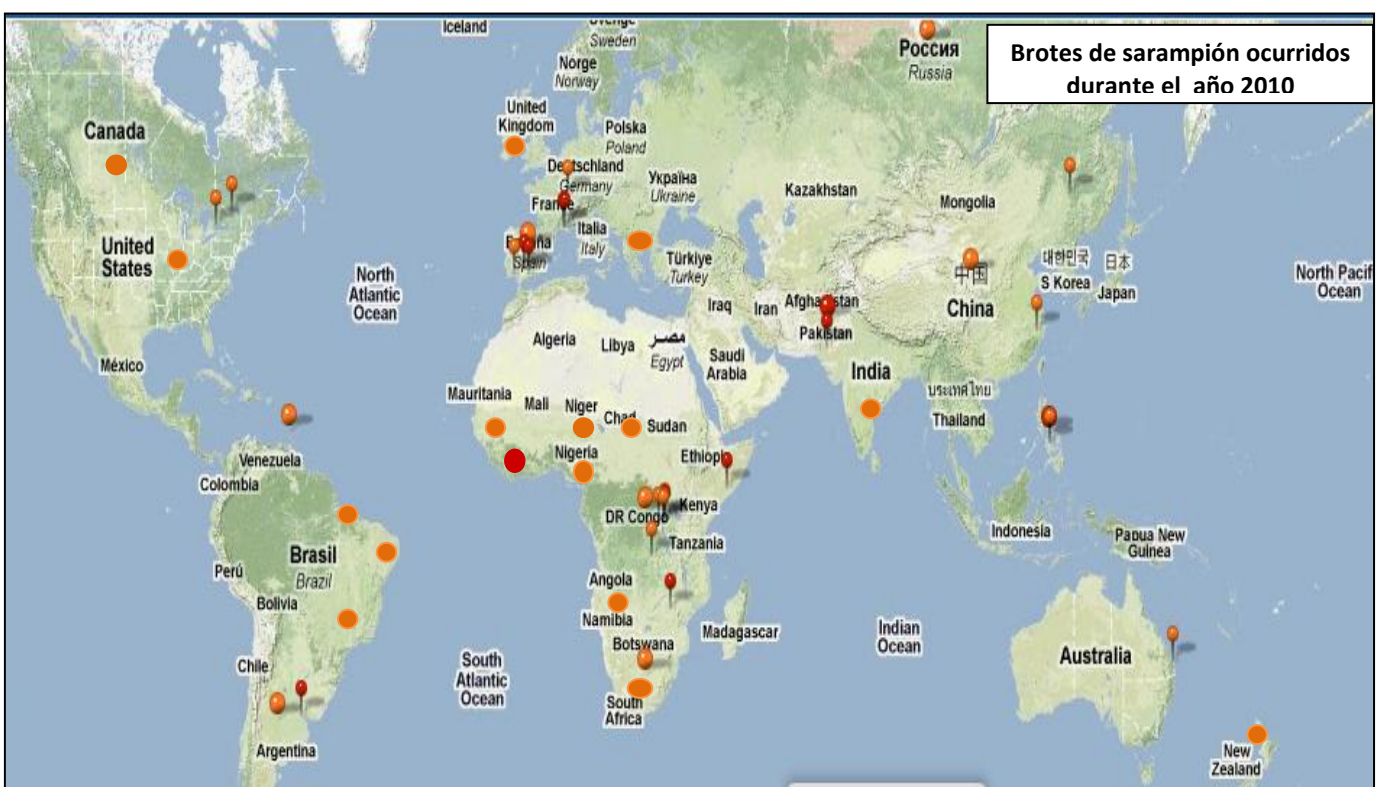 Brotes de sarampión ocurridos
durante el año 2010
Iceland
Sverige
Sweden
Norge
Norway
Россия
Russia
Canada
United
Kingdom
Polska
Poland
Deutschland
Germany
Україна
Ukraine
Kazakhstan
Mongolia
France
United
States
España
Spain
Italia
Italy
Türkiye
Turkey
North
Atlantic
Ocean
대한민국
S Korea
日本
Japan
North Pacif
Ocean
中国
China
Iraq
Iran
Afghanistan
Pakistan
Algeria
Libya
مصر
Egypt
Saudi
Arabia
México
India
ประเทศไทย
Thailand
Mauritania
Mali
Niger
Chad
Sudan
Nigeria
Ethiopi
Venezuela
Colombia
DR Congo
Kenya
Tanzania
Indonesia
Papua New
Guinea
Brasil
Brazil
Perú
Bolivia
Angola
Namibia
Botswana
Madagascar
Indian
Ocean
Australia
Chile
South
Atlantic
Ocean
South
Africa
Argentina
New
Zealand